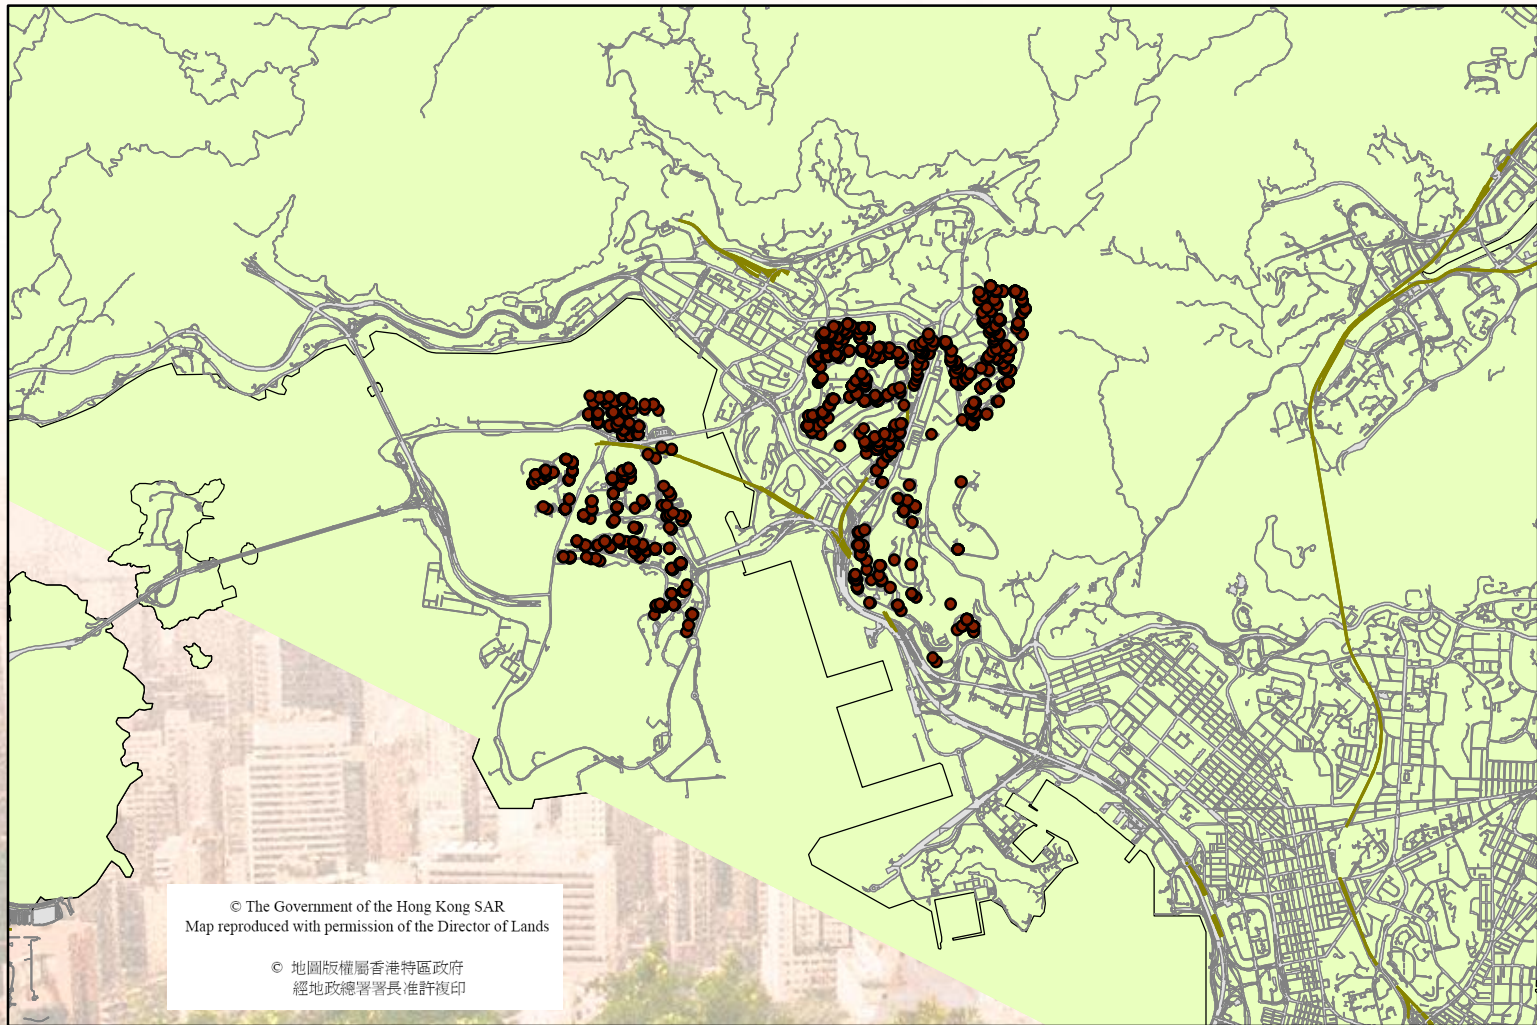 © The Government of the Hong Kong SAR
Map reproduced with permission of the Director of Lands
© 地圖版權屬香港特區政府
經地政總署署長准許複印